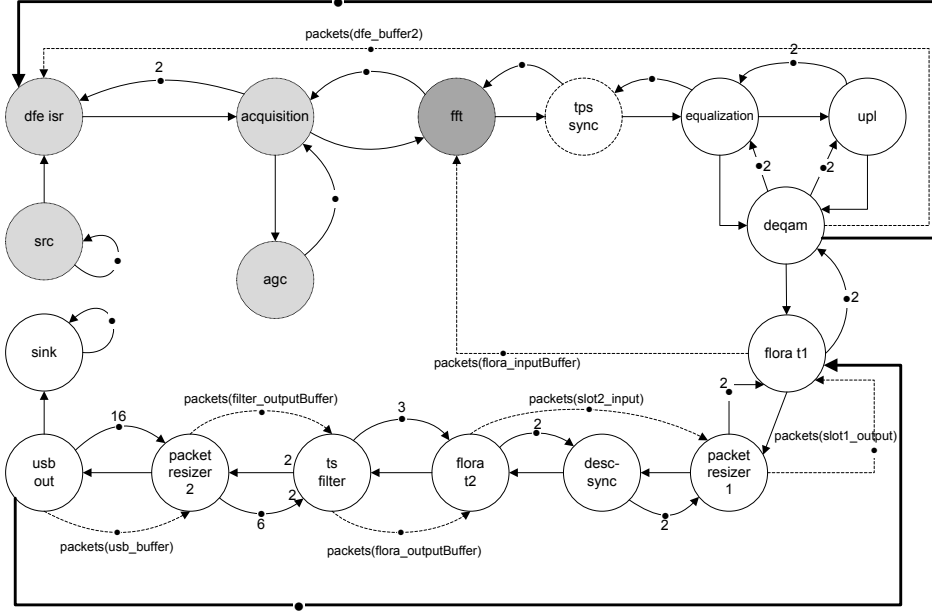 packets(dfe_buffer2)
2
2
dfe isr
acquisition
fft
tps
sync
equalization
upl
2
2
src
deqam
agc
2
sink
flora t1
packets(flora_inputBuffer)
packets(filter_outputBuffer)
packets(slot2_input)
2
16
3
2
packets(slot1_output)
usb
out
packet
resizer
2
2
ts
filter
flora
t2
desc-
sync
packet
resizer
1
2
6
2
packets(usb_buffer)
packets(flora_outputBuffer)